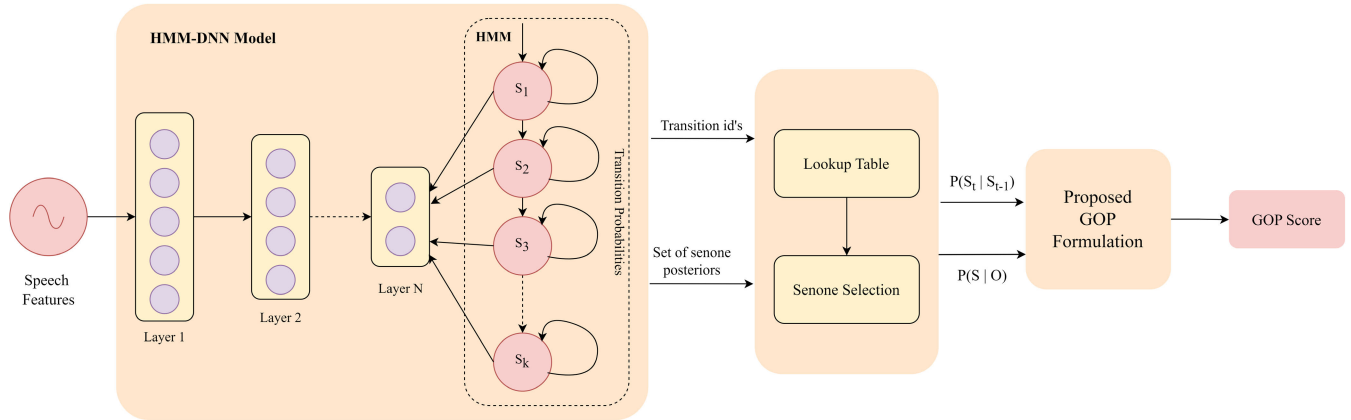 HMM-DNN Model
HMM
S1
S2
S3
Sk
Transition Probabilities
Speech
Features
Layer 1
Layer 2
Layer N
Transition id's
Set of senone
posteriors
Lookup Table
Senone Selection
P(St | St-1)
P(S | O)
Proposed
GOP
Formulation
GOP Score